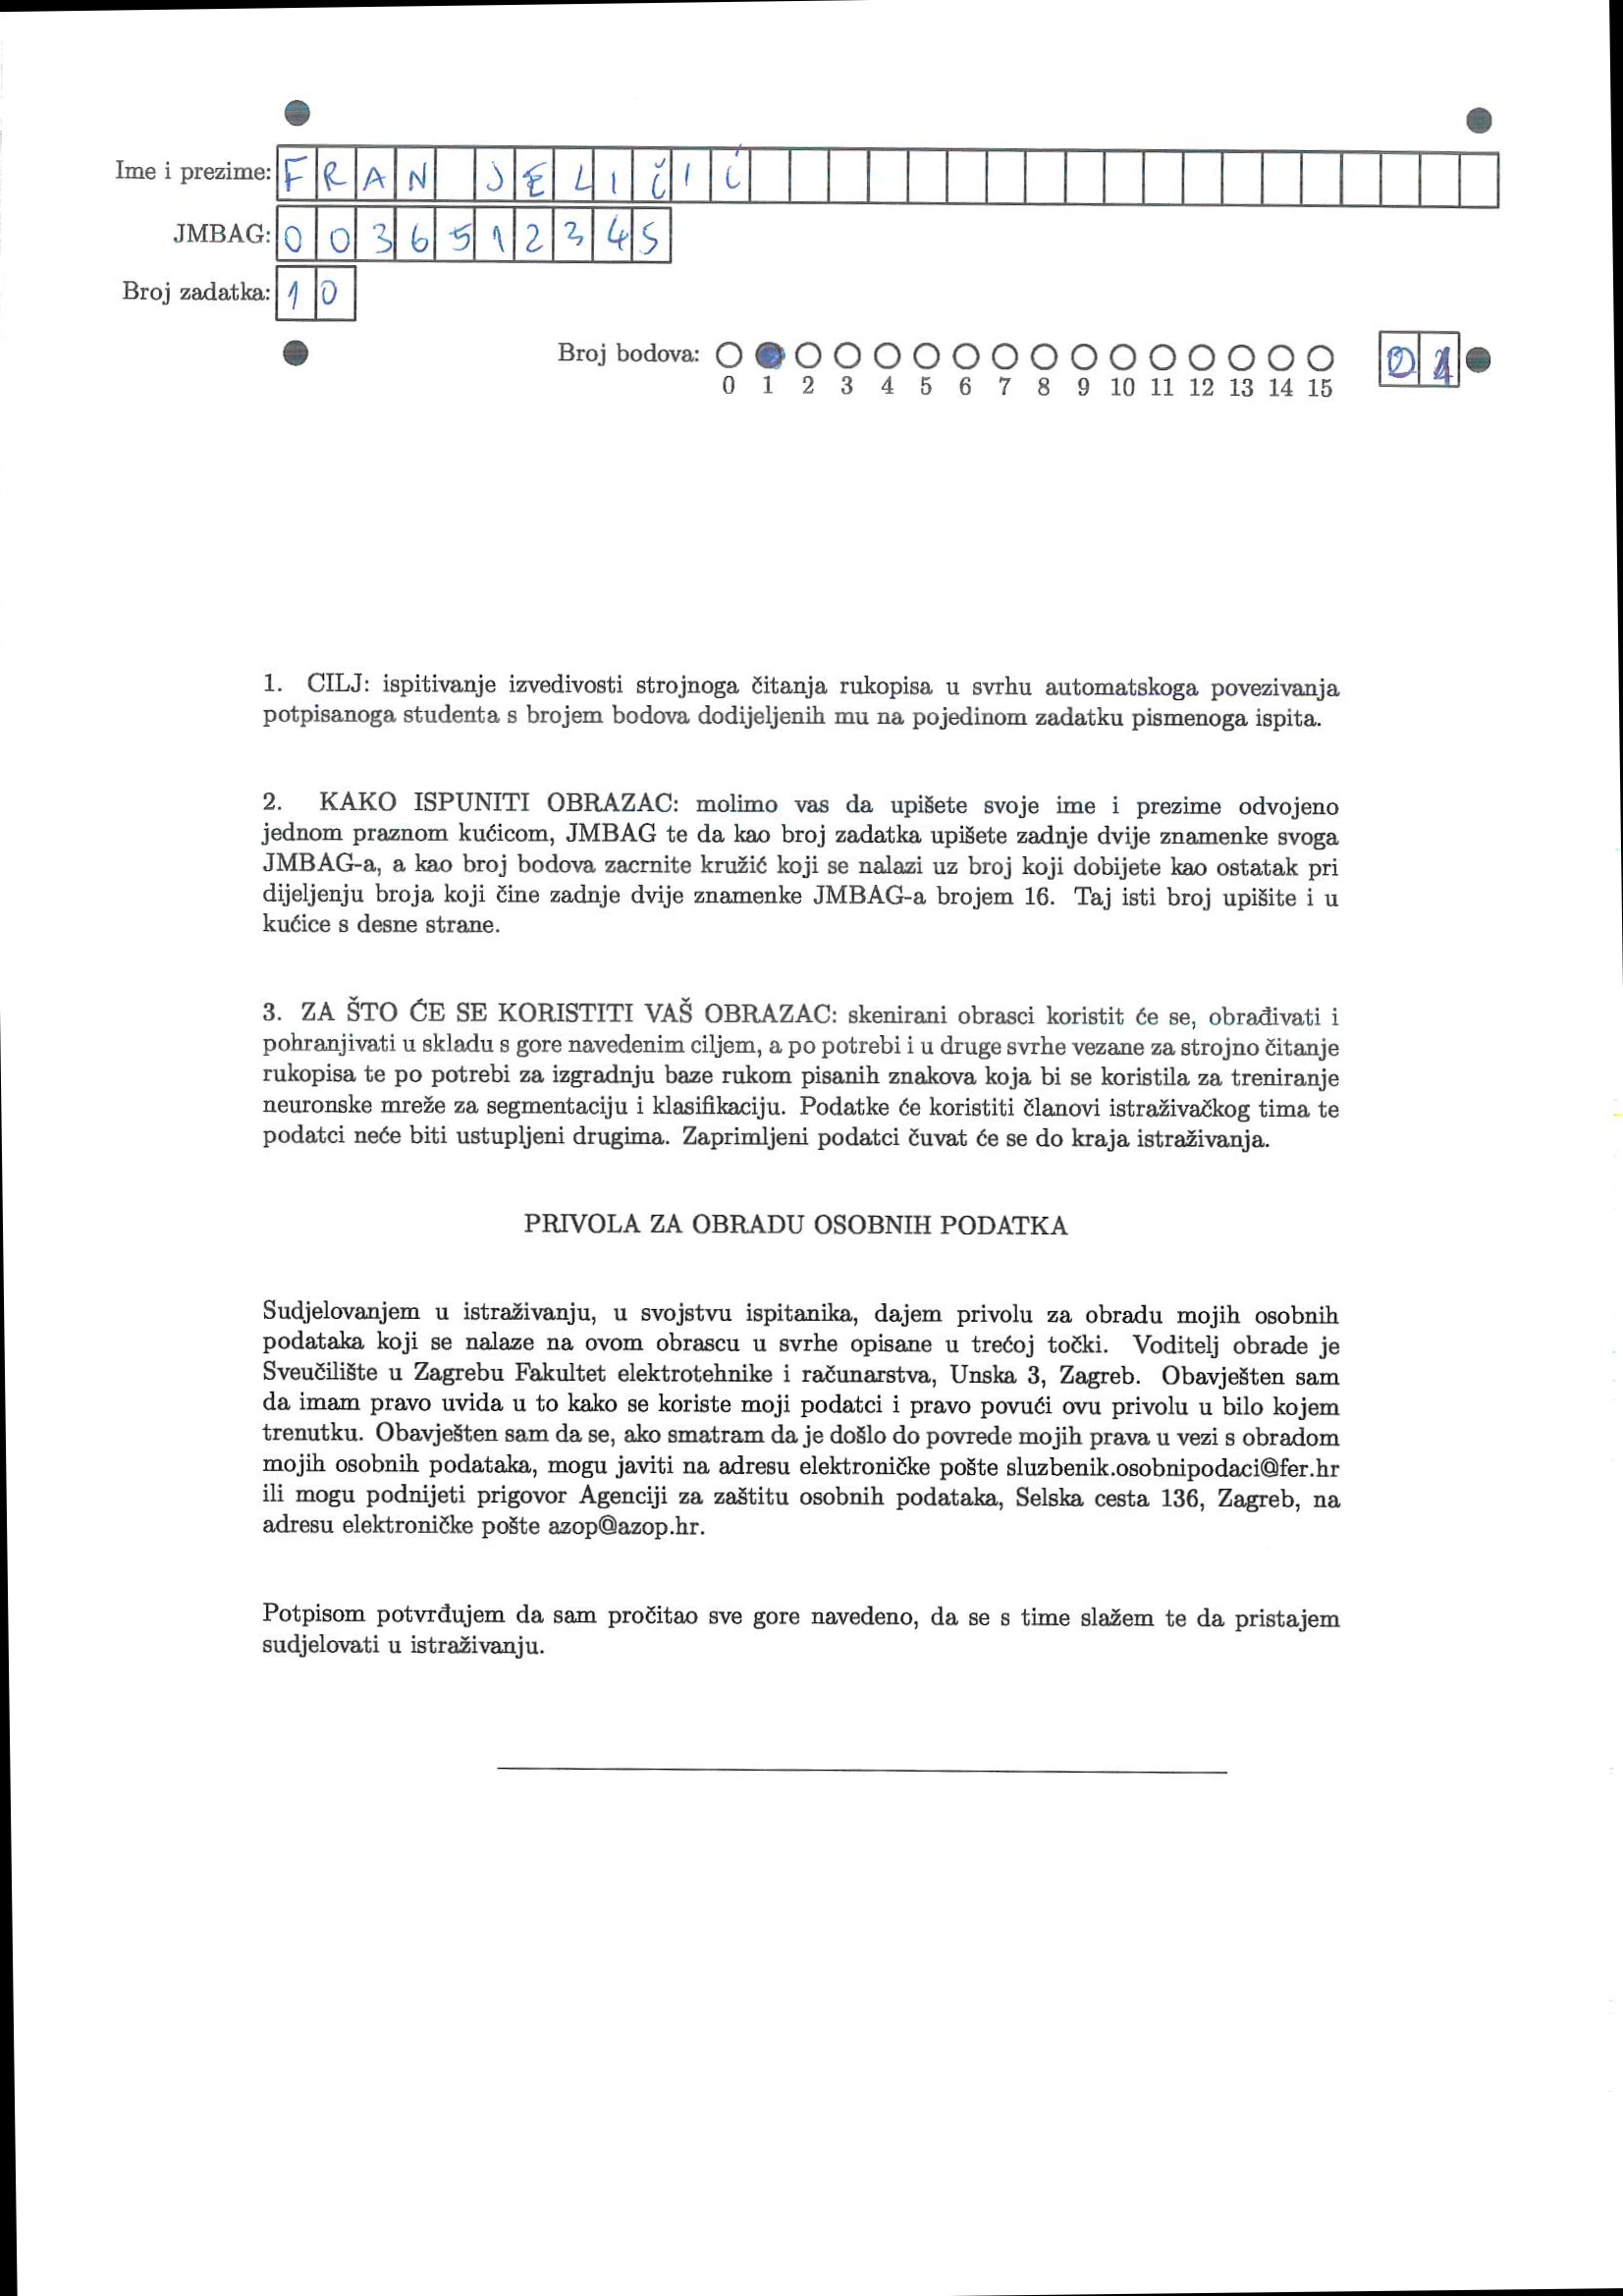 Ime i prezime: FRAN JELIČIĆ
JMBAG: 0036512345
Broj zadatka: 10
Broj bodova:
0 1 2 3 4 5 6 7 8 9 10 11 12 13 14 15
1. CILJ: ispitivanje izvedivosti strojnoga čitanja rukopisa u svrhu automatskoga povezivanja
potpisanoga studenta s brojem bodova dodijeljenih mu na pojedinom zadatku pismenoga ispita.
2. KAKO ISPUNITI OBRAZAC: molimo vas da upišete svoje ime i prezime odvojeno
jednom praznom kućicom, JMBAG te da kao broj zadatka upišete zadnje dvije znamenke svoga
JMBAG-a, a kao broj bodova zacrnite kružić koji se nalazi uz broj koji dobijete kao ostatak pri
dijeljenju broja koji čine zadnje dvije znamenke JMBAG-a brojem 16. Taj isti broj upišite i u
kućice s desne strane.
3. ZA ŠTO ĆE SE KORISTITI VAŠ OBRAZAC: skenirani obrasci koristit će se, obrađivati i
pohranjivati u skladu s gore navedenim ciljem, a po potrebi i u druge svrhe vezane za strojno čitanje
rukopisa te po potrebi za izgradnju baze rukom pisanih znakova koja bi se koristila za treniranje
neuronske mreže za segmentaciju i klasifikaciju. Podatke će koristiti članovi istraživačkog tima te
podatci neće biti ustupljeni drugima. Zaprimljeni podatci čuvat će se do kraja istraživanja.
PRIVOLA ZA OBRADU OSOBNIH PODATKA
Sudjelovanjem u istraživanju, u svojstvu ispitanika, dajem privolu za obradu mojih osobnih
podataka koji se nalaze na ovom obrascu u svrhe opisane u trećoj točki. Voditelj obrade je
Sveučilište u Zagrebu Fakultet elektrotehnike i računarstva, Unska 3, Zagreb. Obavješten sam
da imam pravo uvida u to kako se koriste moji podatci i pravo povući ovu privolu u bilo kojem
trenutku. Obavješten sam da se, ako smatram da je došlo do povrede mojih prava u vezi s obradom
mojih osobnih podataka, mogu javiti na adresu elektroničke pošte sluzbenik.osobnipodaci@fer.hr
ili mogu podnijeti prigovor Agenciji za zaštitu osobnih podataka, Selska cesta 136, Zagreb, na
adresu elektroničke pošte azop@azop.hr.
Potpisom potvrđujem da sam pročitao sve gore navedeno, da se s time slažem te da pristajem
sudjelovati u istraživanju.